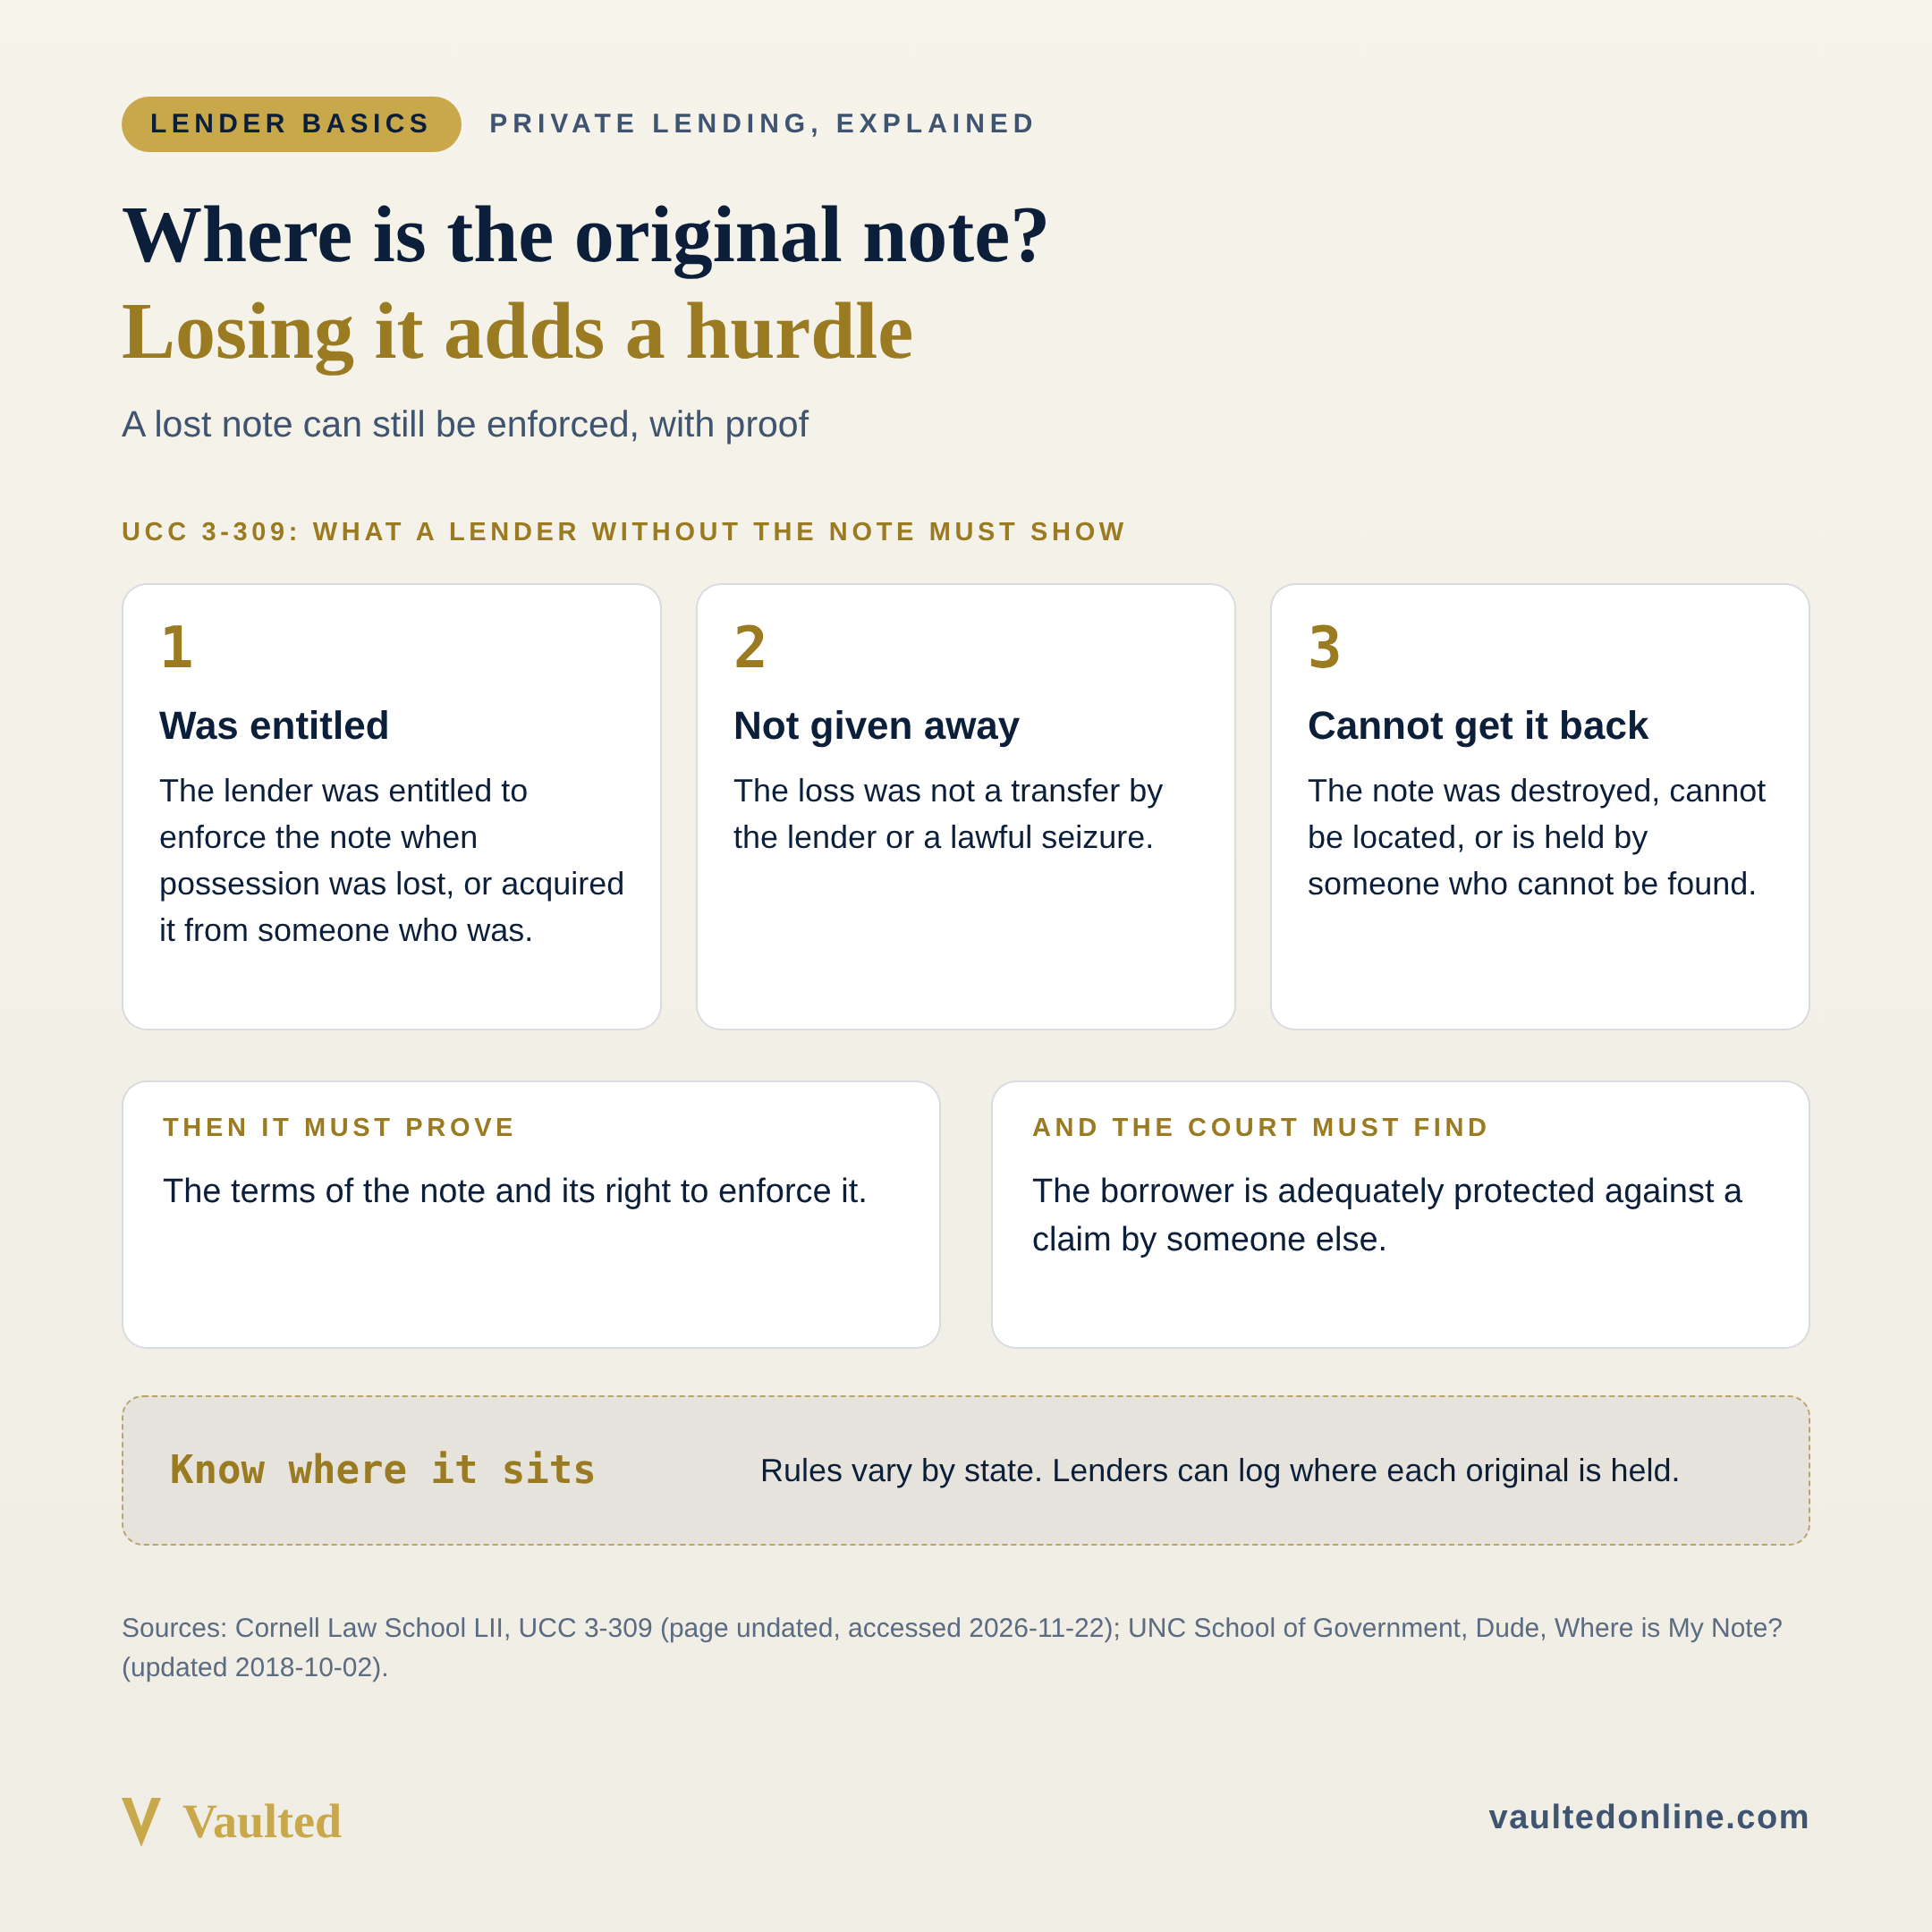 LENDER BASICS
PRIVATE LENDING, EXPLAINED
Where is the original note?
Losing it adds a hurdle
A lost note can still be enforced, with proof
UCC 3-309: WHAT A LENDER WITHOUT THE NOTE MUST SHOW
1
Was entitled
The lender was entitled to
enforce the note when
possession was lost, or acquired
it from someone who was.
2
Not given away
The loss was not a transfer by
the lender or a lawful seizure.
3
Cannot get it back
The note was destroyed, cannot
be located, or is held by
someone who cannot be found.
THEN IT MUST PROVE
The terms of the note and its right to enforce it.
AND THE COURT MUST FIND
The borrower is adequately protected against a
claim by someone else.
Know where it sits
Rules vary by state. Lenders can log where each original is held.
Sources: Cornell Law School LII, UCC 3-309 (page undated, accessed 2026-11-22); UNC School of Government, Dude, Where is My Note?
(updated 2018-10-02).
Vaulted
vaultedonline.com